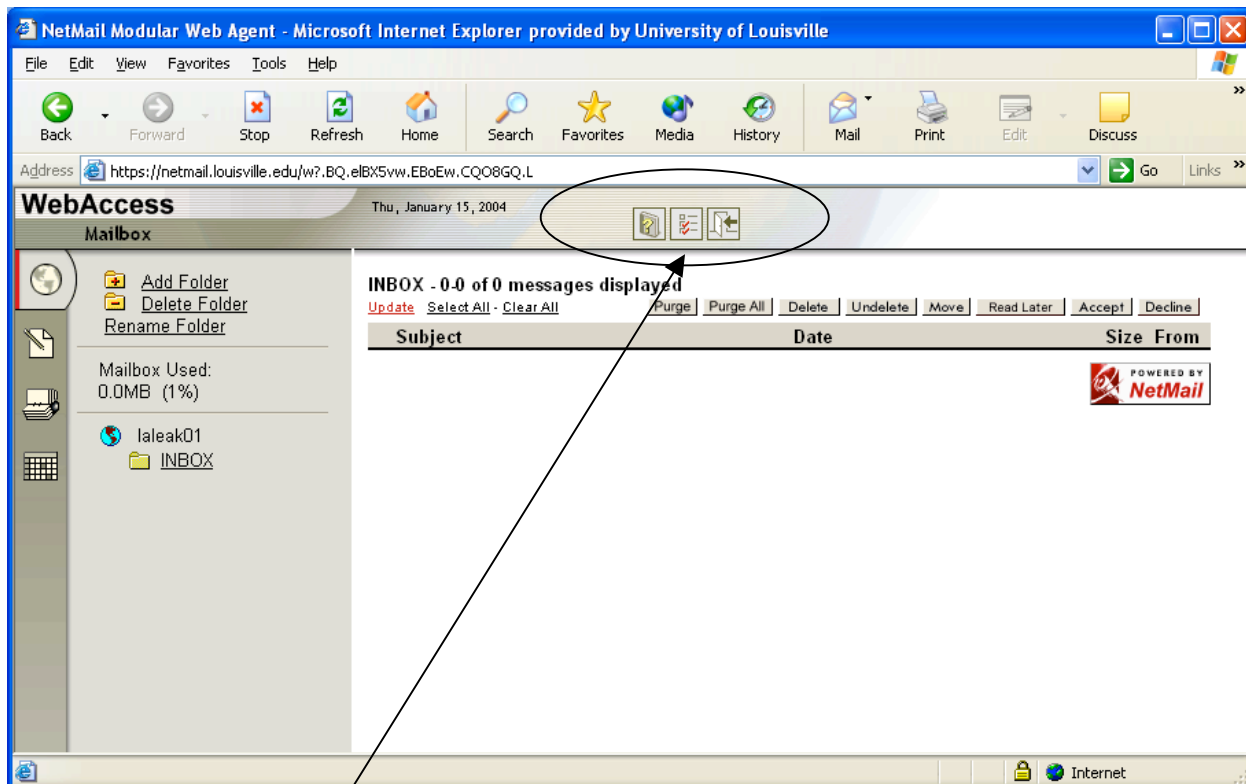 NetMail Modular Web Agent - Microsoft Internet Explorer provided by University of Louisville
File Edit View Favorites Tools Help
Back Forward Stop Refresh Home Search Favorites Media History Mail Print Edit Discuss
Address https://netmail.louisville.edu/w?.BQ.elBX5vw.EBoEw.CQO8GQ.L Go Links
WebAccess Thu, January 15, 2004
Mailbox
Add Folder
Delete Folder
Rename Folder
Mailbox Used:
0.0MB (1%)
laleak01
INBOX
INBOX - 0-0 of 0 messages displayed
Update Select All - Clear All Purge Purge All Delete Undelete Move Read Later Accept Decline
Subject Date Size From
POWERED BY
NetMail
Internet